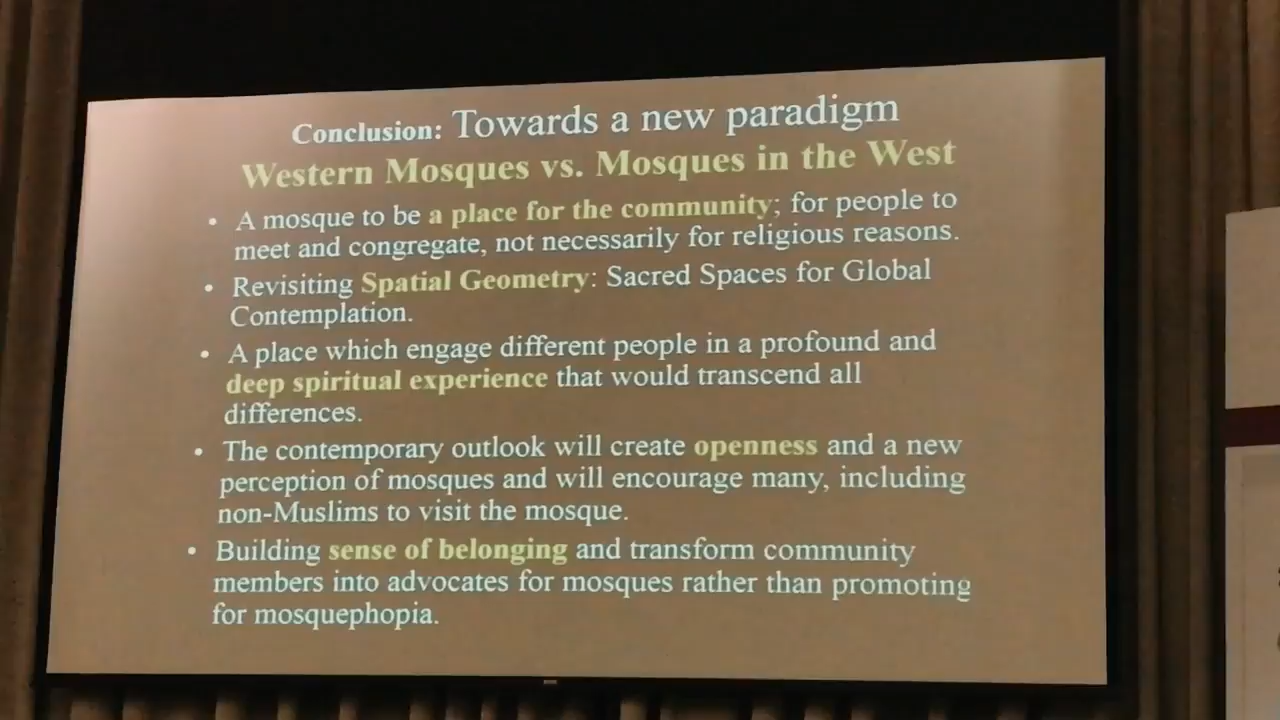 Conclusion: Towards a new paradigm
Western Mosques vs. Mosques in the West
• A mosque to be a place for the community; for people to
meet and congregate, not necessarily for religious reasons.
• Revisiting Spatial Geometry: Sacred Spaces for Global
Contemplation.
• A place which engage different people in a profound and
deep spiritual experience that would transcend all
differences.
• The contemporary outlook will create openness and a new
perception of mosques and will encourage many, including
non-Muslims to visit the mosque.
• Building sense of belonging and transform community
members into advocates for mosques rather than promoting
for mosquephopia.